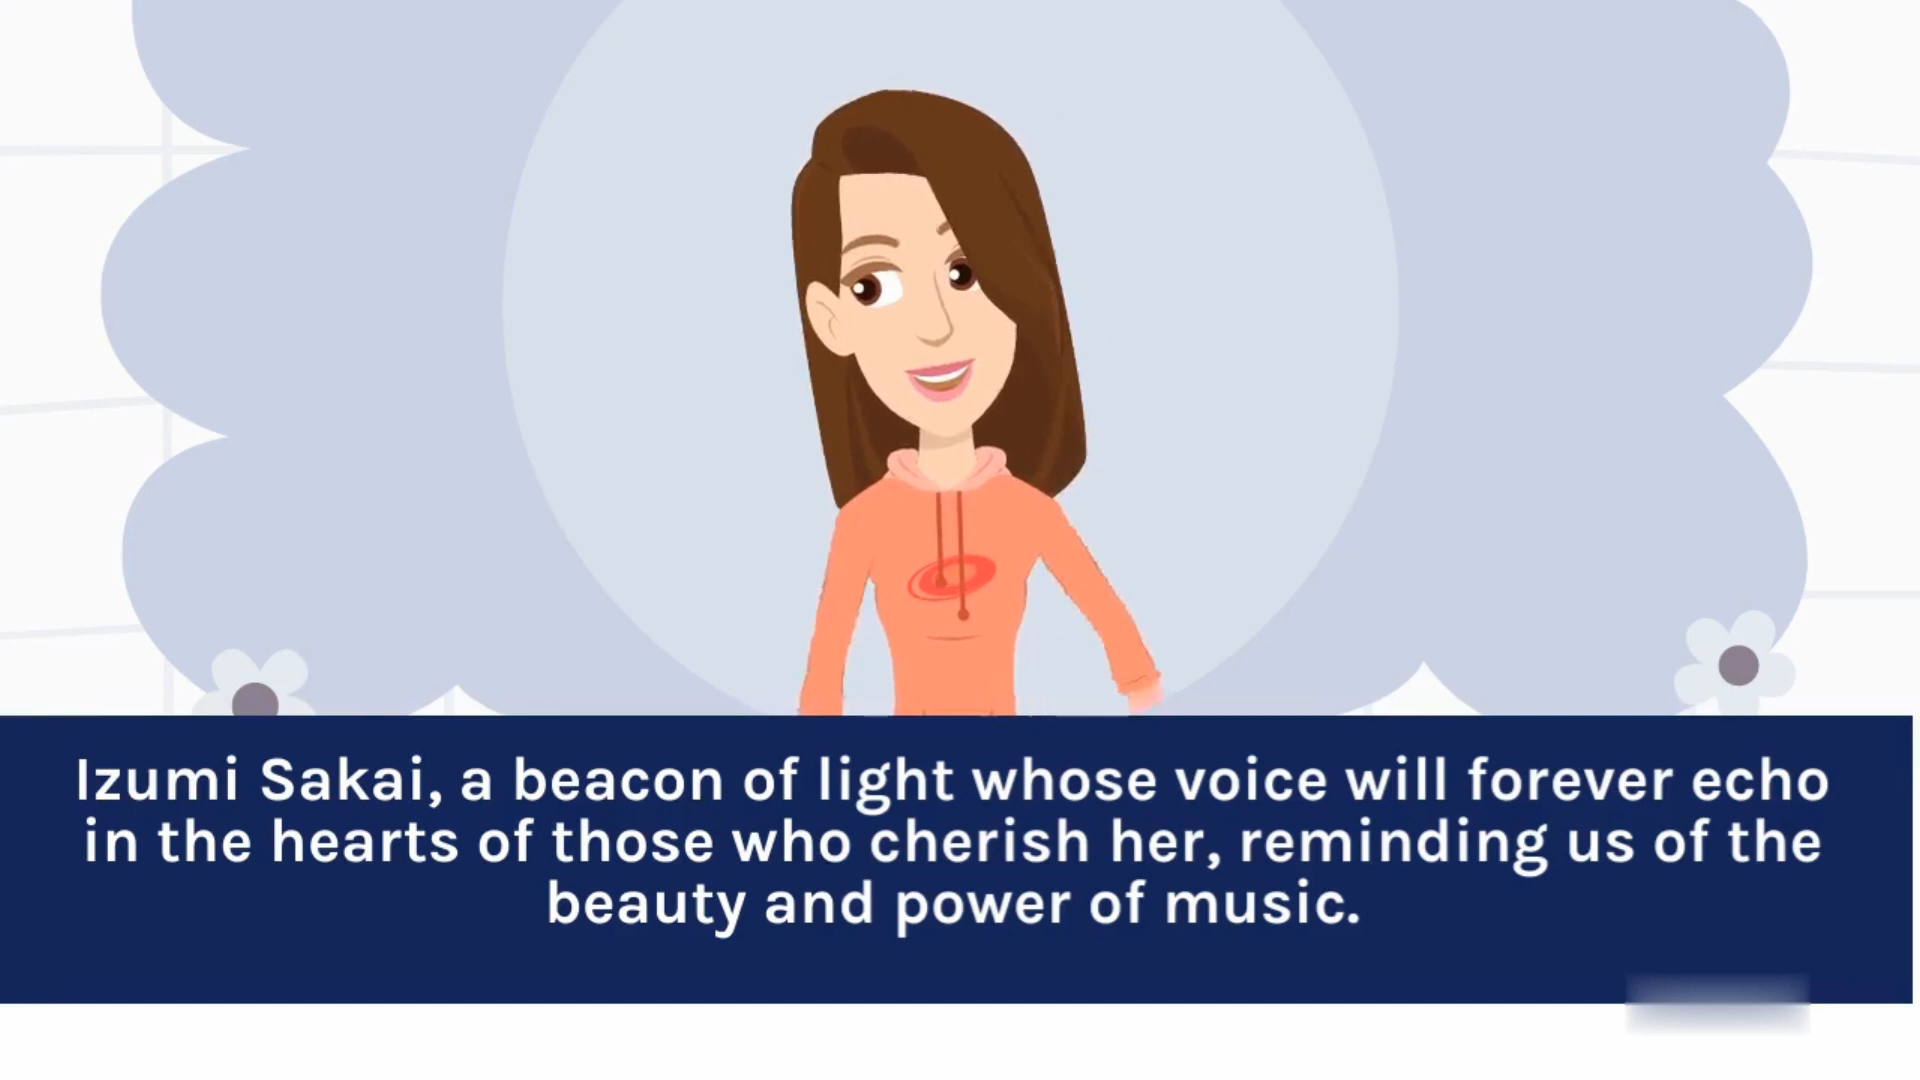 Izumi Sakai, a beacon of light whose voice will forever echo
in the hearts of those who cherish her, reminding us of the
beauty and power of music.